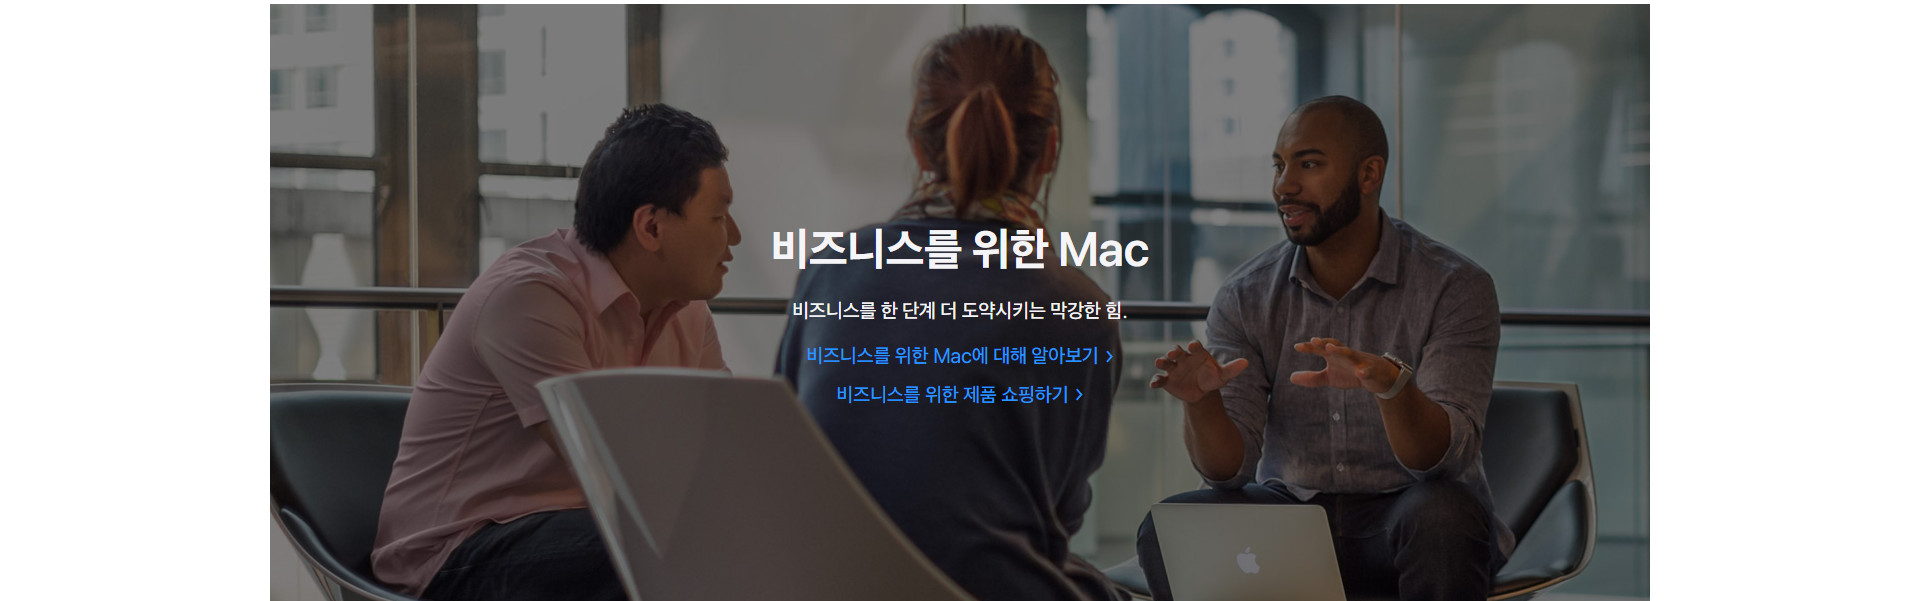 비즈니스를 위한 Mac
비즈니스를 한 단계 더 도약시키는 막강한 힘.
비즈니스를 위한 Mac에 대해 알아보기 >
비즈니스를 위한 제품 쇼핑하기 >